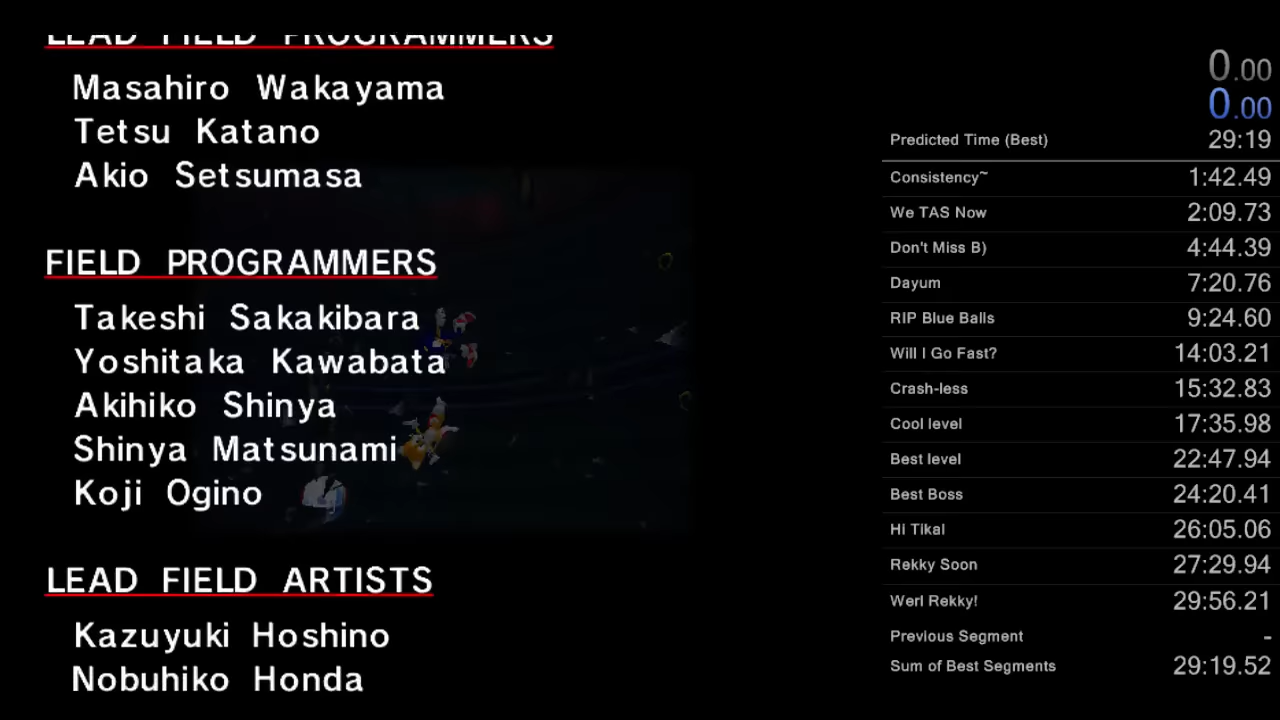 LEAD FIELD PROGRAMMERS
Masahiro Wakayama
Tetsu Katano
Akio Setsumasa
FIELD PROGRAMMERS
Takeshi Sakakibara
Yoshitaka Kawabata
Akihiko Shinya
Shinya Matsunami
Koji Ogino
LEAD FIELD ARTISTS
Kazuyuki Hoshino
Nobuhiko Honda
0.00
0.00
Predicted Time (Best) 29:19
Consistency~ 1:42.49
We TAS Now 2:09.73
Don't Miss B) 4:44.39
Dayum 7:20.76
RIP Blue Balls 9:24.60
Will I Go Fast? 14:03.21
Crash-less 15:32.83
Cool level 17:35.98
Best level 22:47.94
Best Boss 24:20.41
Hi Tikal 26:05.06
Rekky Soon 27:29.94
Werl Rekky! 29:56.21
Previous Segment -
Sum of Best Segments 29:19.52